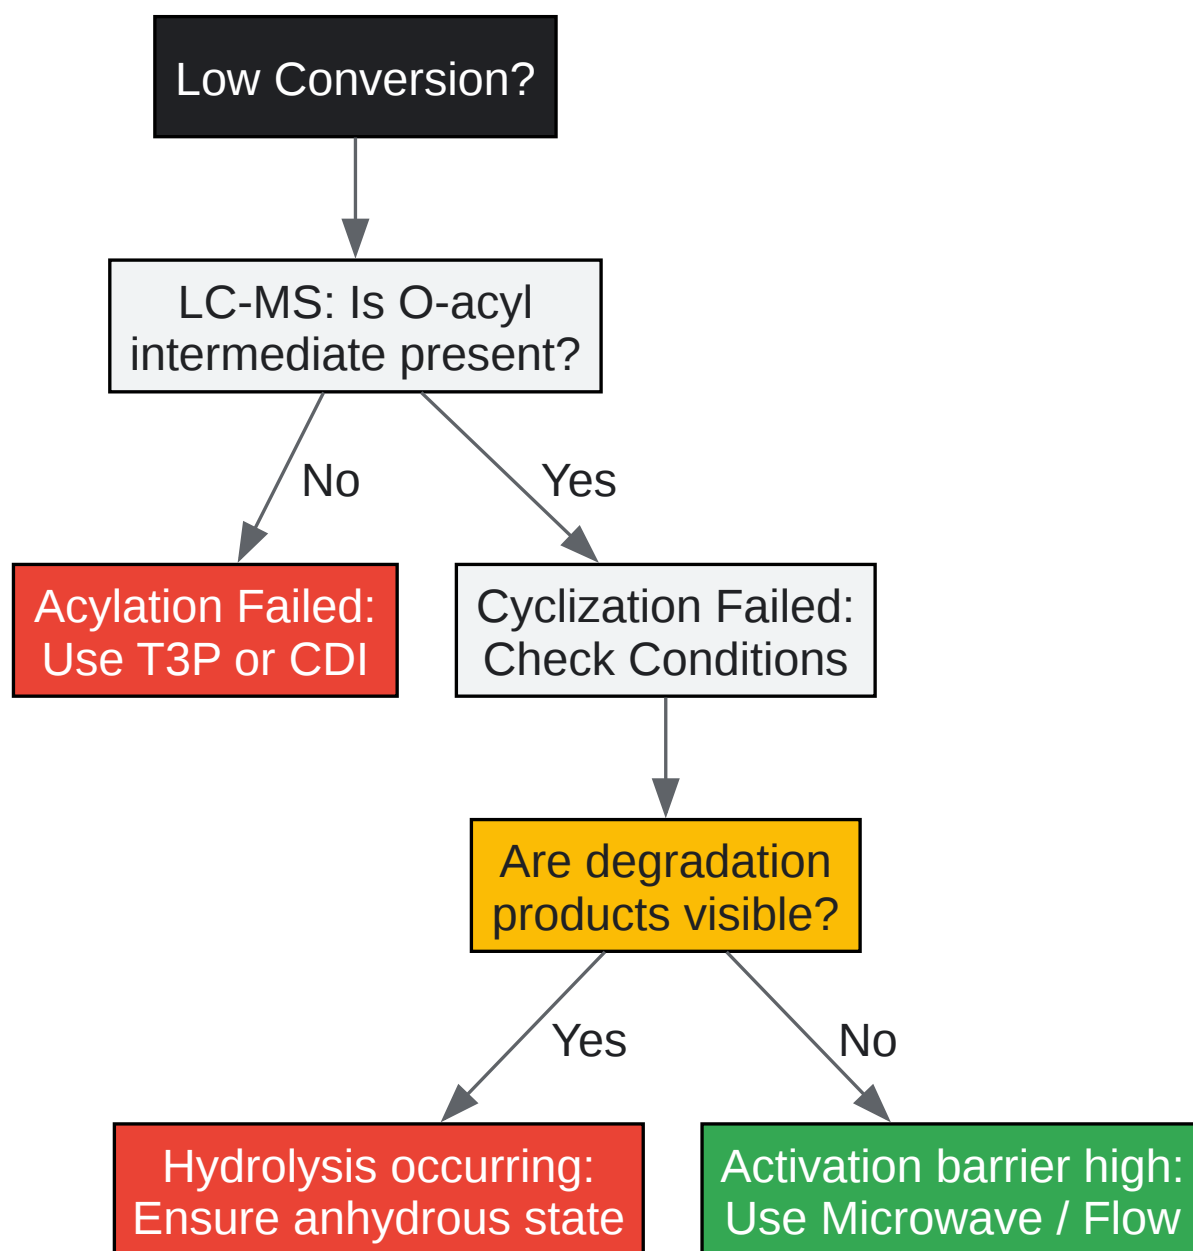 Low Conversion?
LC-MS: Is O-acyl
intermediate present?
No
Yes
Acylation Failed:
Use T3P or CDI
Cyclization Failed:
Check Conditions
Are degradation
products visible?
Yes
No
Hydrolysis occurring:
Ensure anhydrous state
Activation barrier high:
Use Microwave / Flow